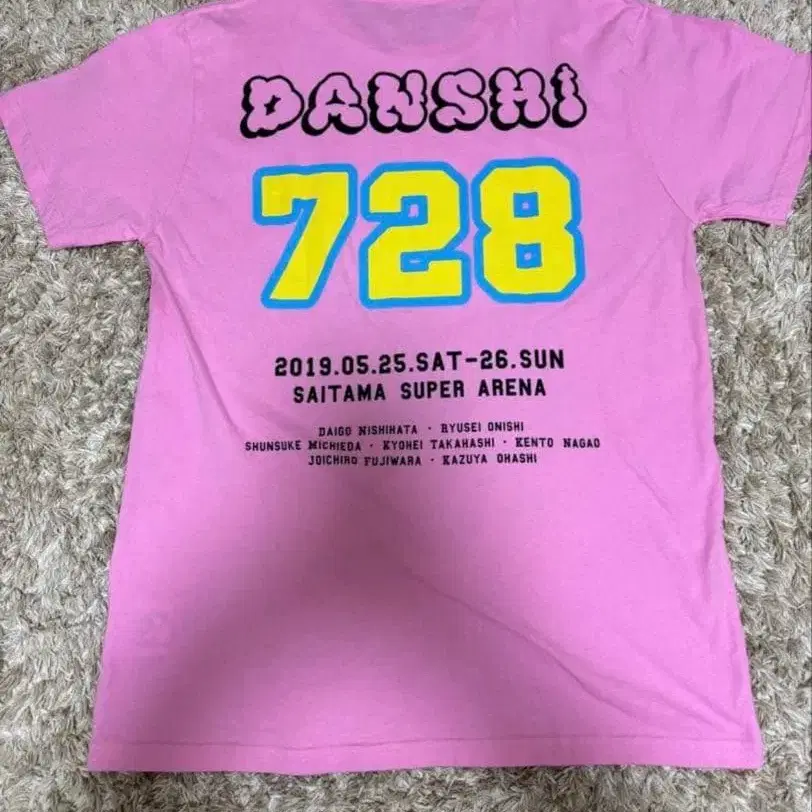 DANSHI
728
2019.05.25.SAT-26.SUN
SAITAMA SUPER ARENA
DAIGO NISHIHATA · RYUSEI ONISHI
SHUNSUKE MICHIEDA · KYOHEI TAKAHASHI · KENTO NAGAO
JOICHIRO FUJIWARA · KAZUYA OHASHI